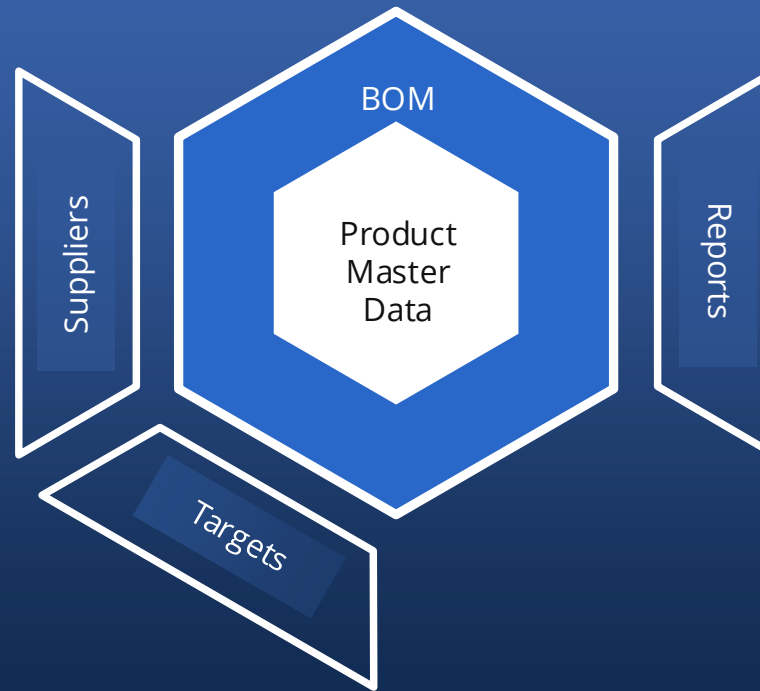 BOM
Product
Master
Data
Suppliers
Reports
Targets